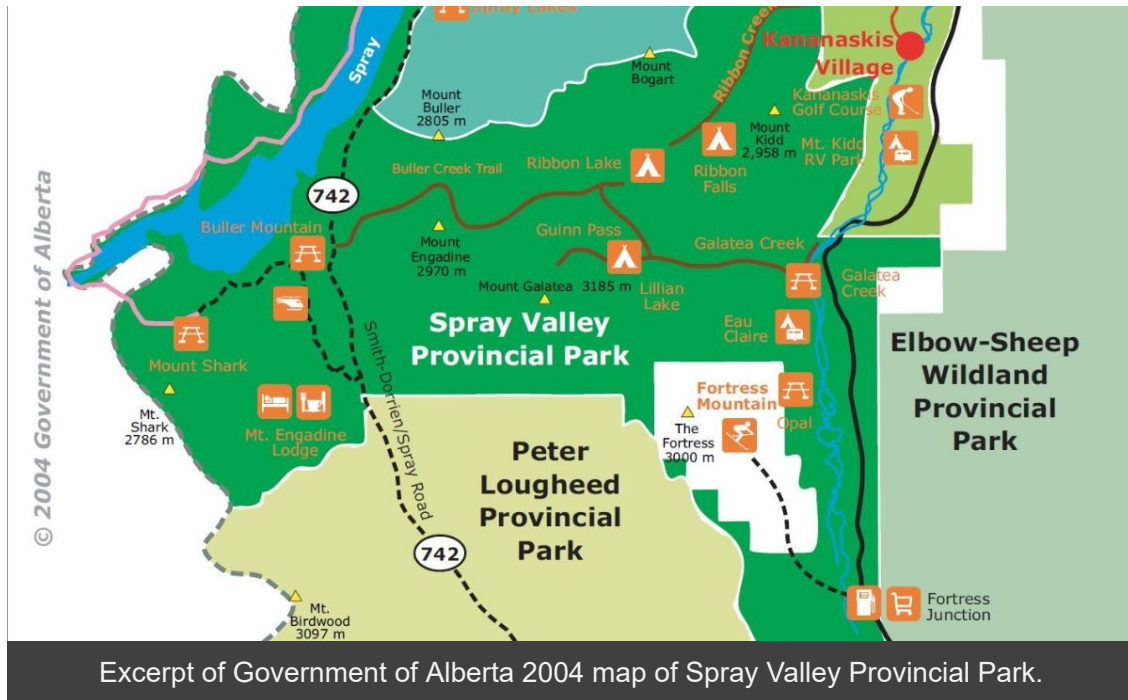 Spray Lakes
Spray
Mount
Buller
2805 m
Mount
Bogart
Ribbon Creek
Kananaskis
Village
Kananaskis
Golf Course
Mount
Kidd
2,958 m
Mt. Kidd
RV Park
742
Buller Creek Trail
Ribbon Lake
Ribbon
Falls
Buller Mountain
Mount
Engadine
2970 m
Guinn Pass
Galatea Creek
Mount Galatea 3185 m
Lillian
Lake
Galatea
Creek
Spray Valley
Provincial Park
Eau
Claire
Mount Shark
Mt.
Shark
2786 m
Mt. Engadine
Lodge
Smith-Dorrien/Spray Road
Elbow-Sheep
Wildland
Provincial
Park
Fortress
Mountain
The
Fortress
3000 m
Opal
Peter
Lougheed
Provincial
Park
742
Mt.
Birdwood
3097 m
Fortress
Junction
© 2004 Government of Alberta
Excerpt of Government of Alberta 2004 map of Spray Valley Provincial Park.